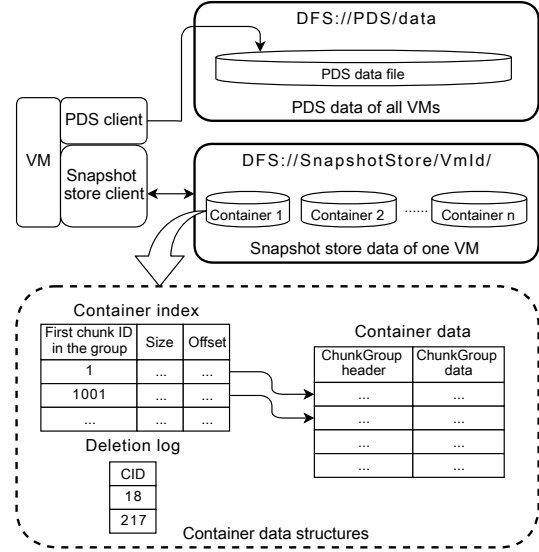 DFS://PDS/data
PDS data file
PDS data of all VMs
VM
PDS client
Snapshot
store client
DFS://SnapshotStore/VmId/
Container 1
Container 2
......
Container n
Snapshot store data of one VM
Container index
First chunk ID
in the group
Size
Offset
1
...
...
1001
...
...
...
...
...
Container data
ChunkGroup
header
ChunkGroup
data
...
...
...
...
...
...
...
...
Deletion log
CID
18
217
Container data structures